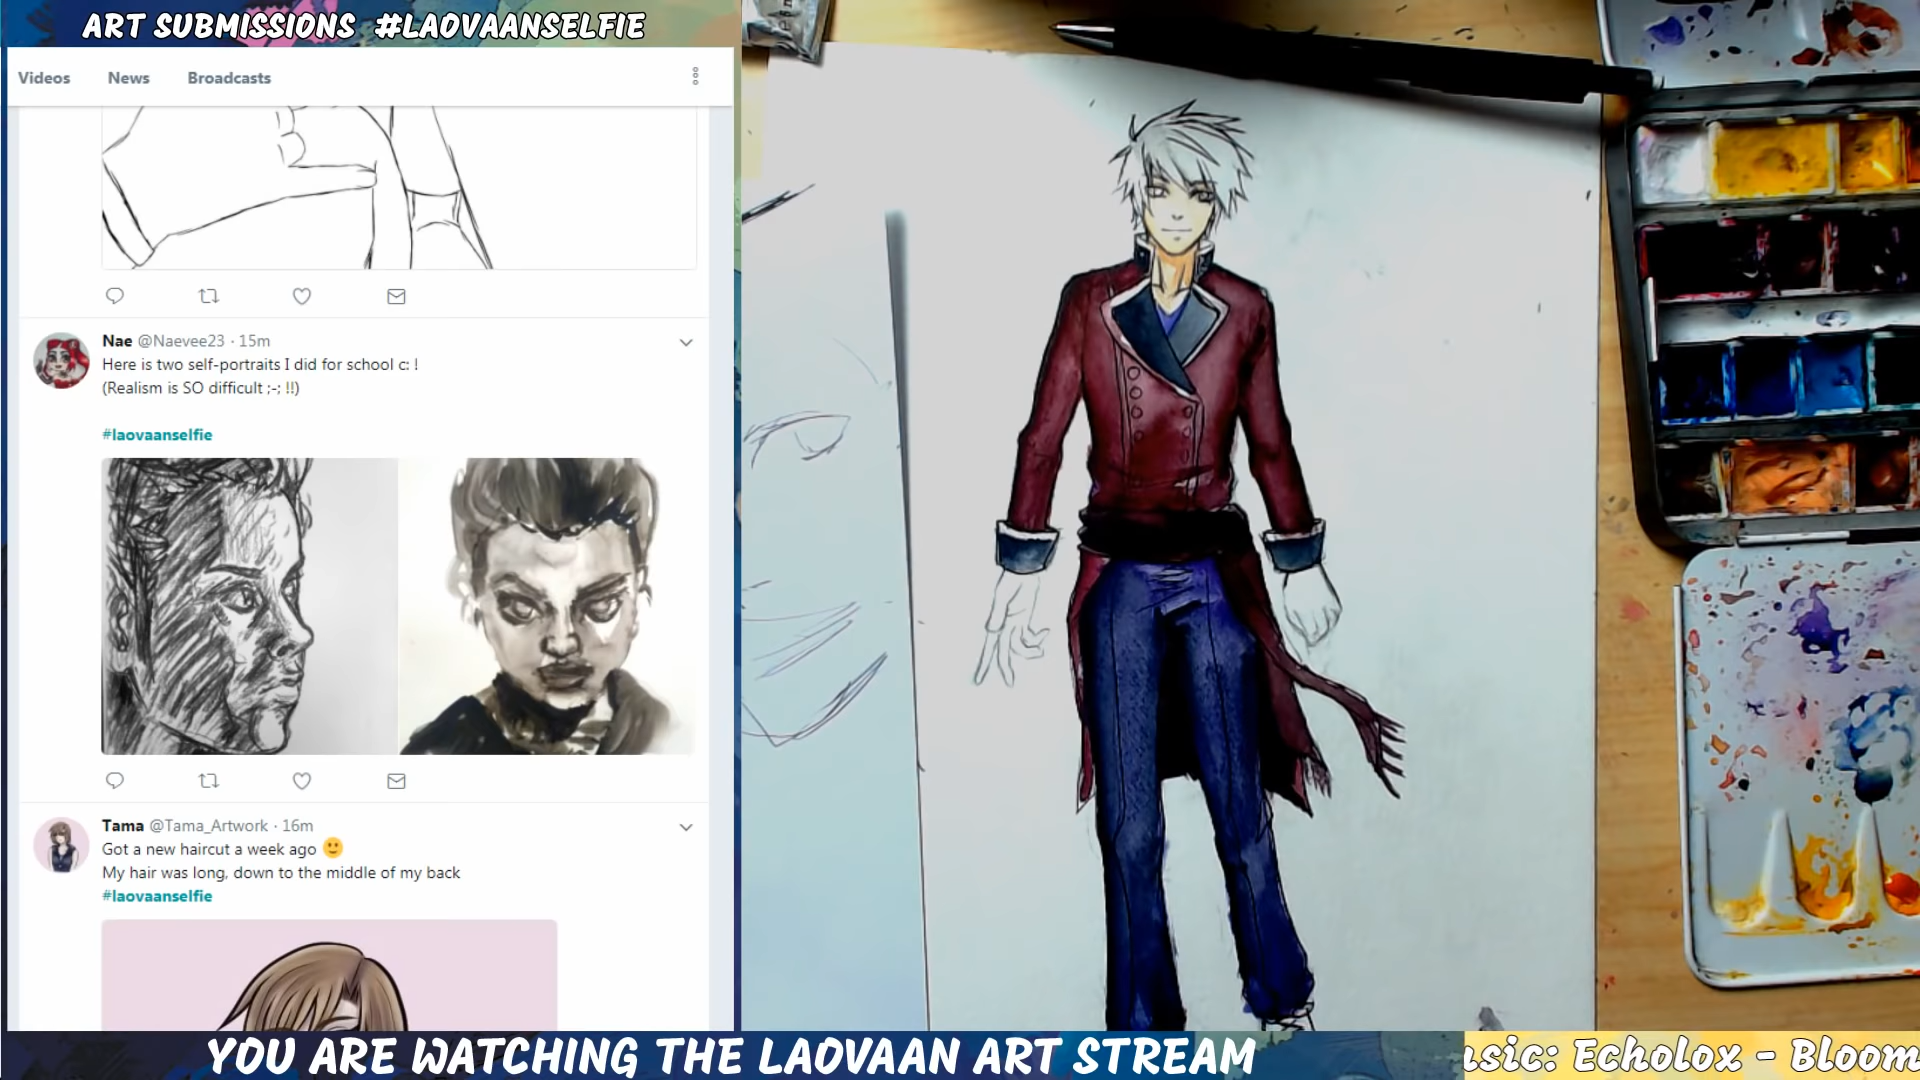 ART SUBMISSIONS #LAOVAANSELFIE
Videos News Broadcasts
Nae @Naevee23 · 15m
Here is two self-portraits I did for school c: !
(Realism is SO difficult ;-; !!)
#laovaanselfie
Tama @Tama_Artwork · 16m
Got a new haircut a week ago 🙂
My hair was long, down to the middle of my back
#laovaanselfie
YOU ARE WATCHING THE LAOVAAN ART STREAM
usic: Echolox - Bloom